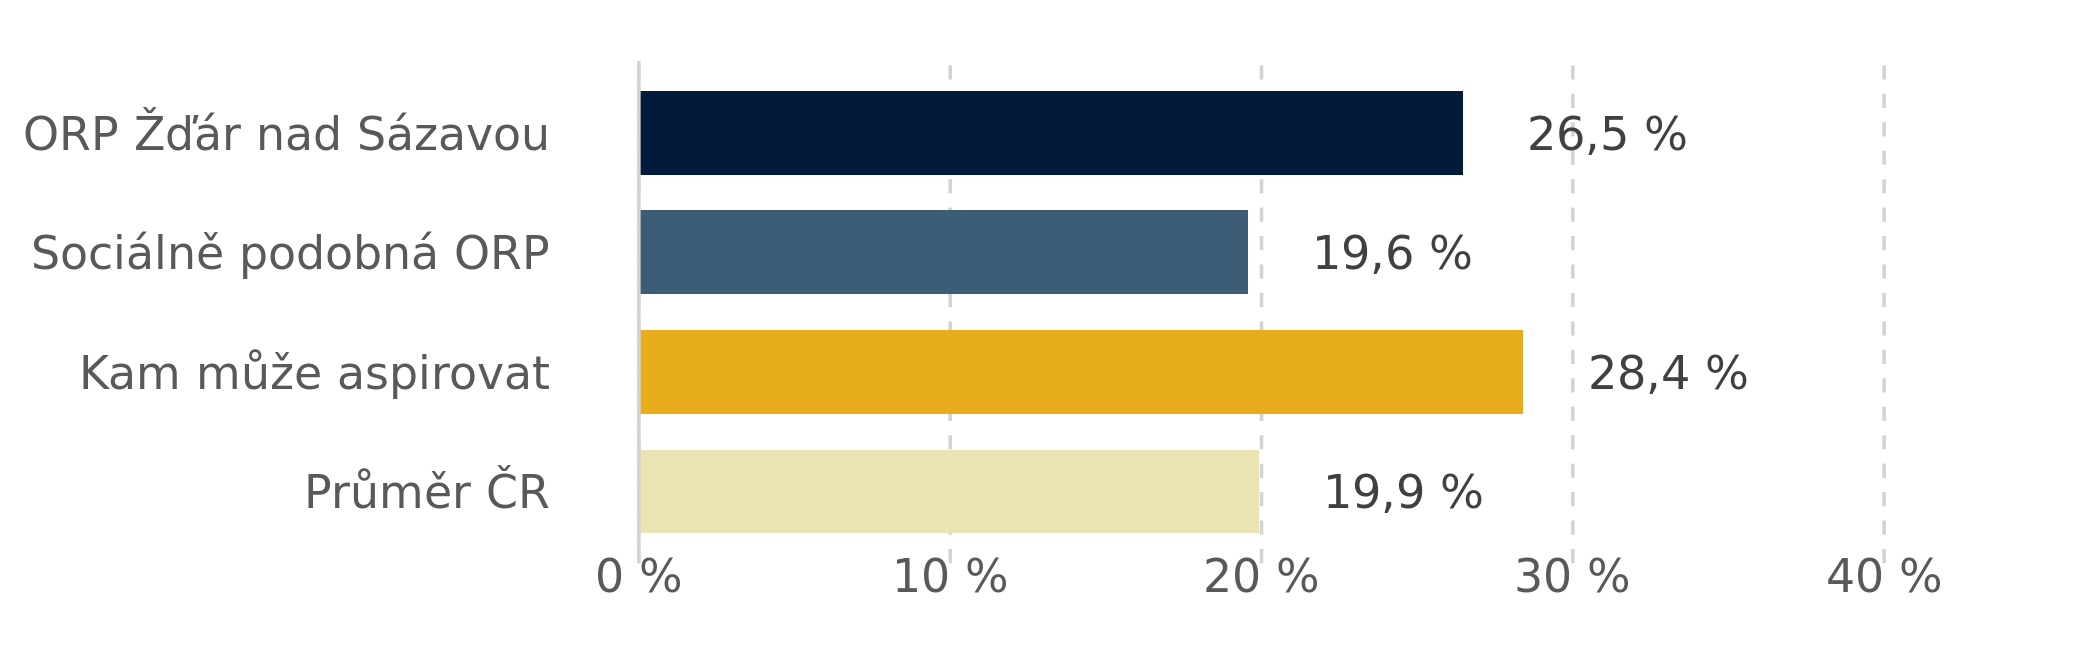 ORP Žďár nad Sázavou 26,5 %
Sociálně podobná ORP 19,6 %
Kam může aspirovat 28,4 %
Průměr ČR 19,9 %
0 % 10 % 20 % 30 % 40 %